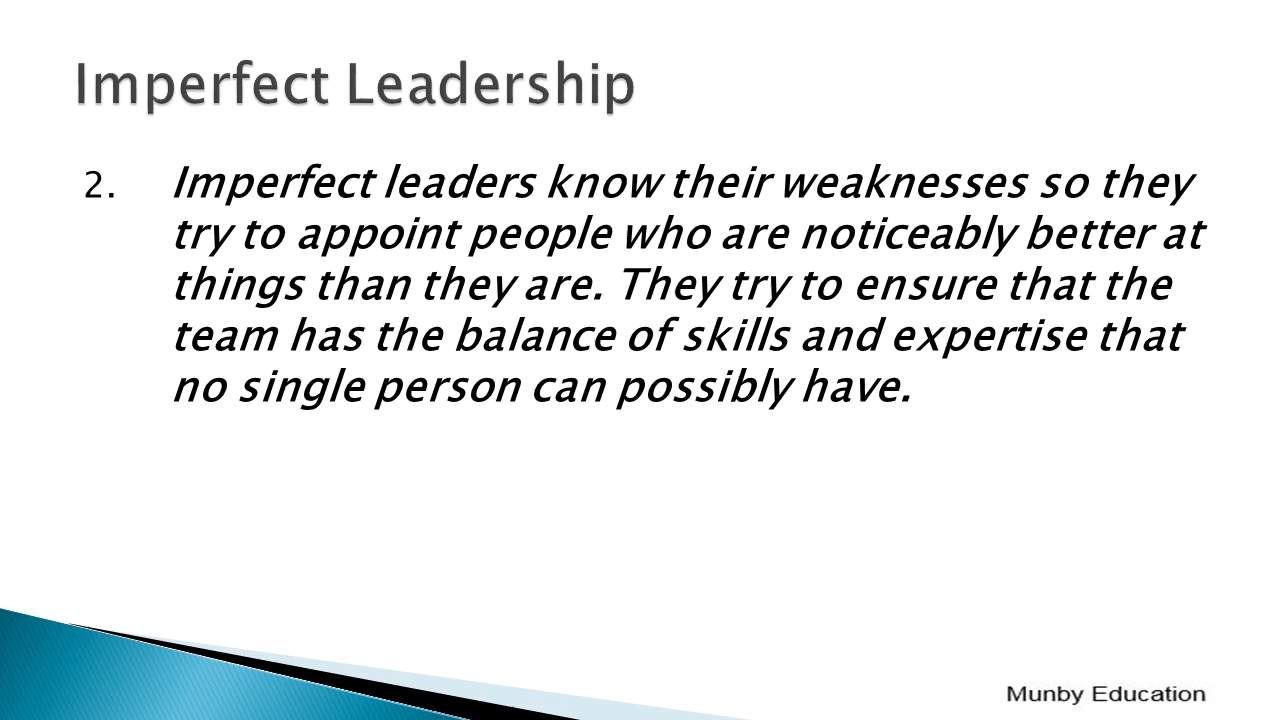 Imperfect Leadership
2. Imperfect leaders know their weaknesses so they
try to appoint people who are noticeably better at
things than they are. They try to ensure that the
team has the balance of skills and expertise that
no single person can possibly have.
Munby Education